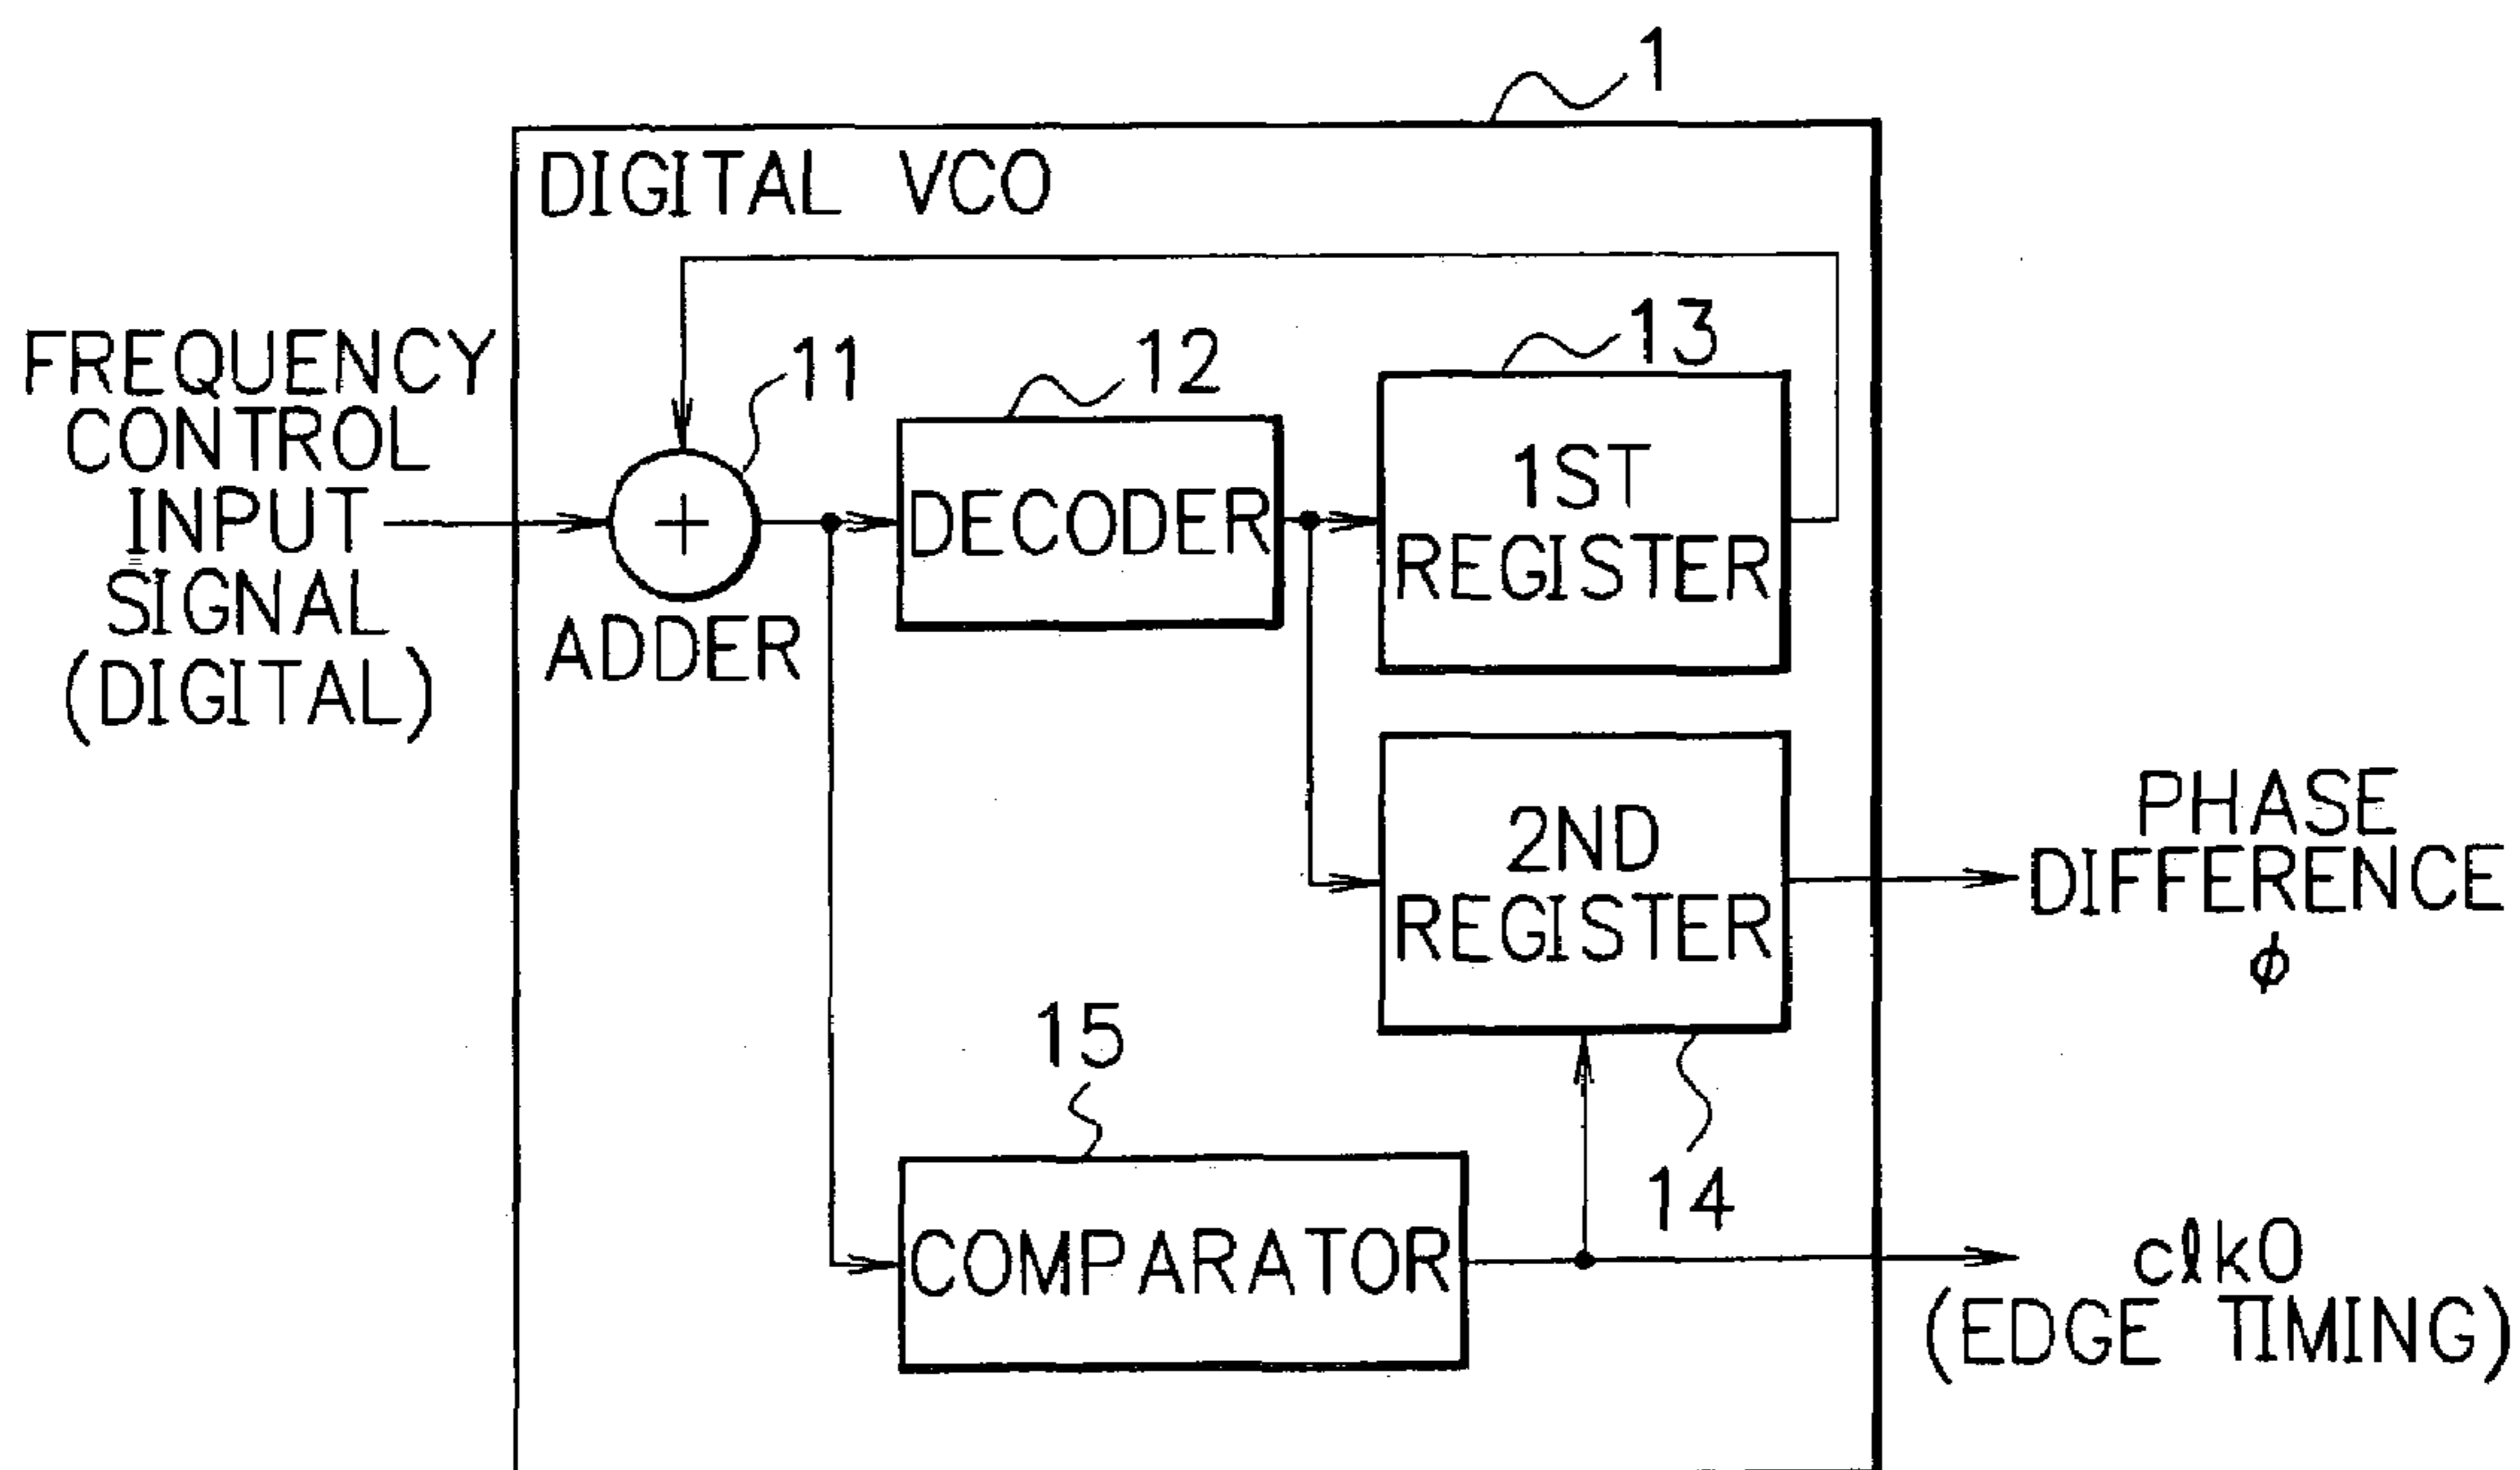 1
DIGITAL VCO
FREQUENCY
CONTROL
INPUT
SIGNAL
(DIGITAL)
11
ADDER
12
DECODER
13
1ST
REGISTER
2ND
REGISTER
14
15
COMPARATOR
PHASE
DIFFERENCE
ϕ
clk0
(EDGE TIMING)